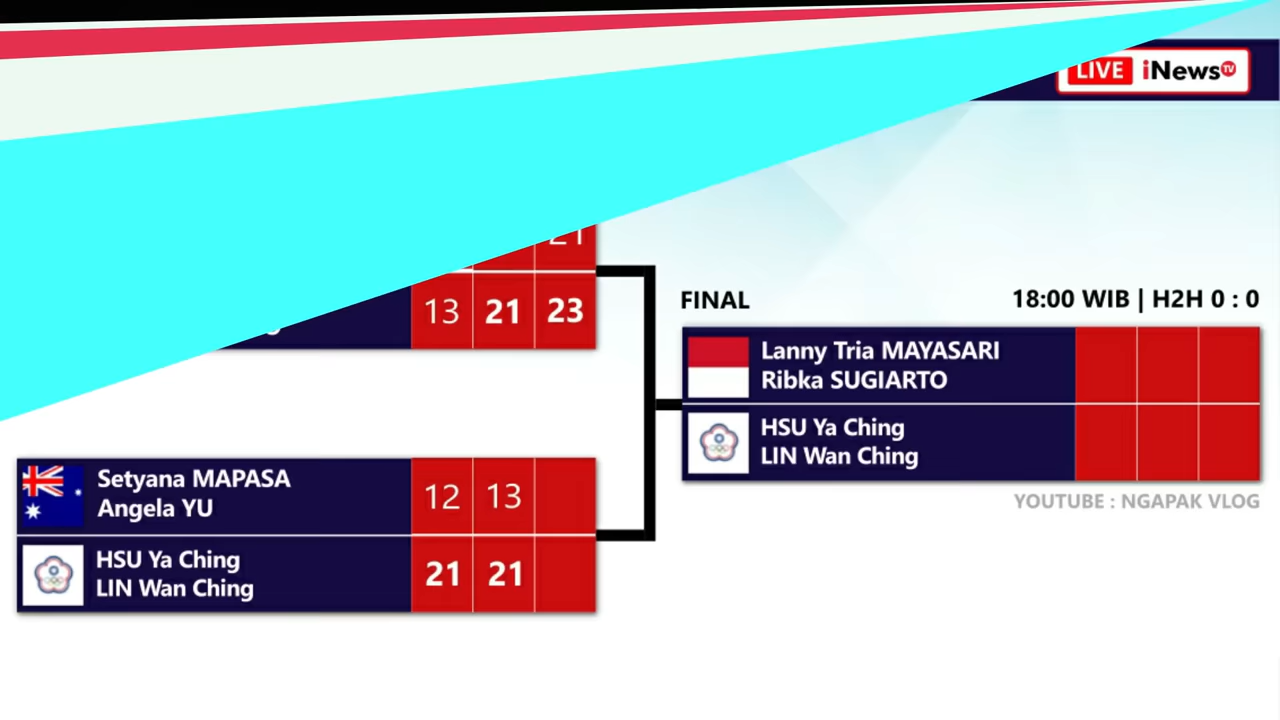 LIVE iNews TV
21
13 21 23
FINAL
18:00 WIB | H2H 0 : 0
Lanny Tria MAYASARI
Ribka SUGIARTO
HSU Ya Ching
LIN Wan Ching
YOUTUBE : NGAPAK VLOG
Setyana MAPASA
Angela YU
12 13
HSU Ya Ching
LIN Wan Ching
21 21